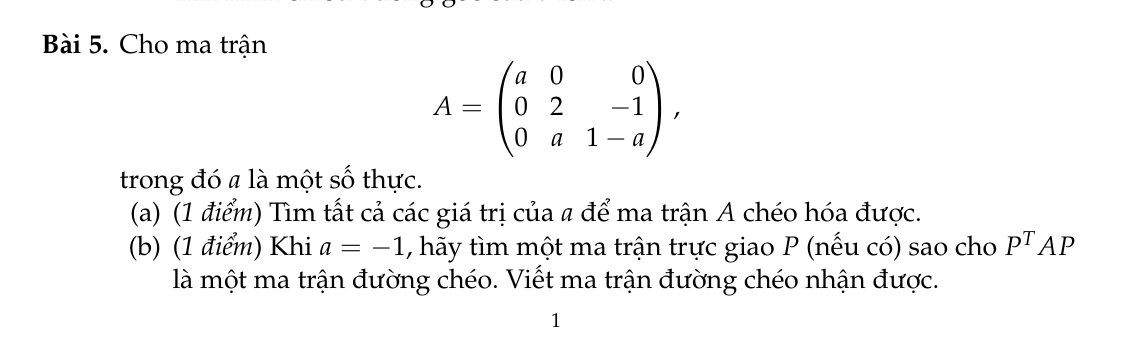 Bài 5. Cho ma trận
A = \begin{pmatrix} a & 0 & 0 \\ 0 & 2 & -1 \\ 0 & a & 1 - a \end{pmatrix},
trong đó a là một số thực.
(a) (1 điểm) Tìm tất cả các giá trị của a để ma trận A chéo hóa được.
(b) (1 điểm) Khi a = −1, hãy tìm một ma trận trực giao P (nếu có) sao cho P^T AP
là một ma trận đường chéo. Viết ma trận đường chéo nhận được.
1